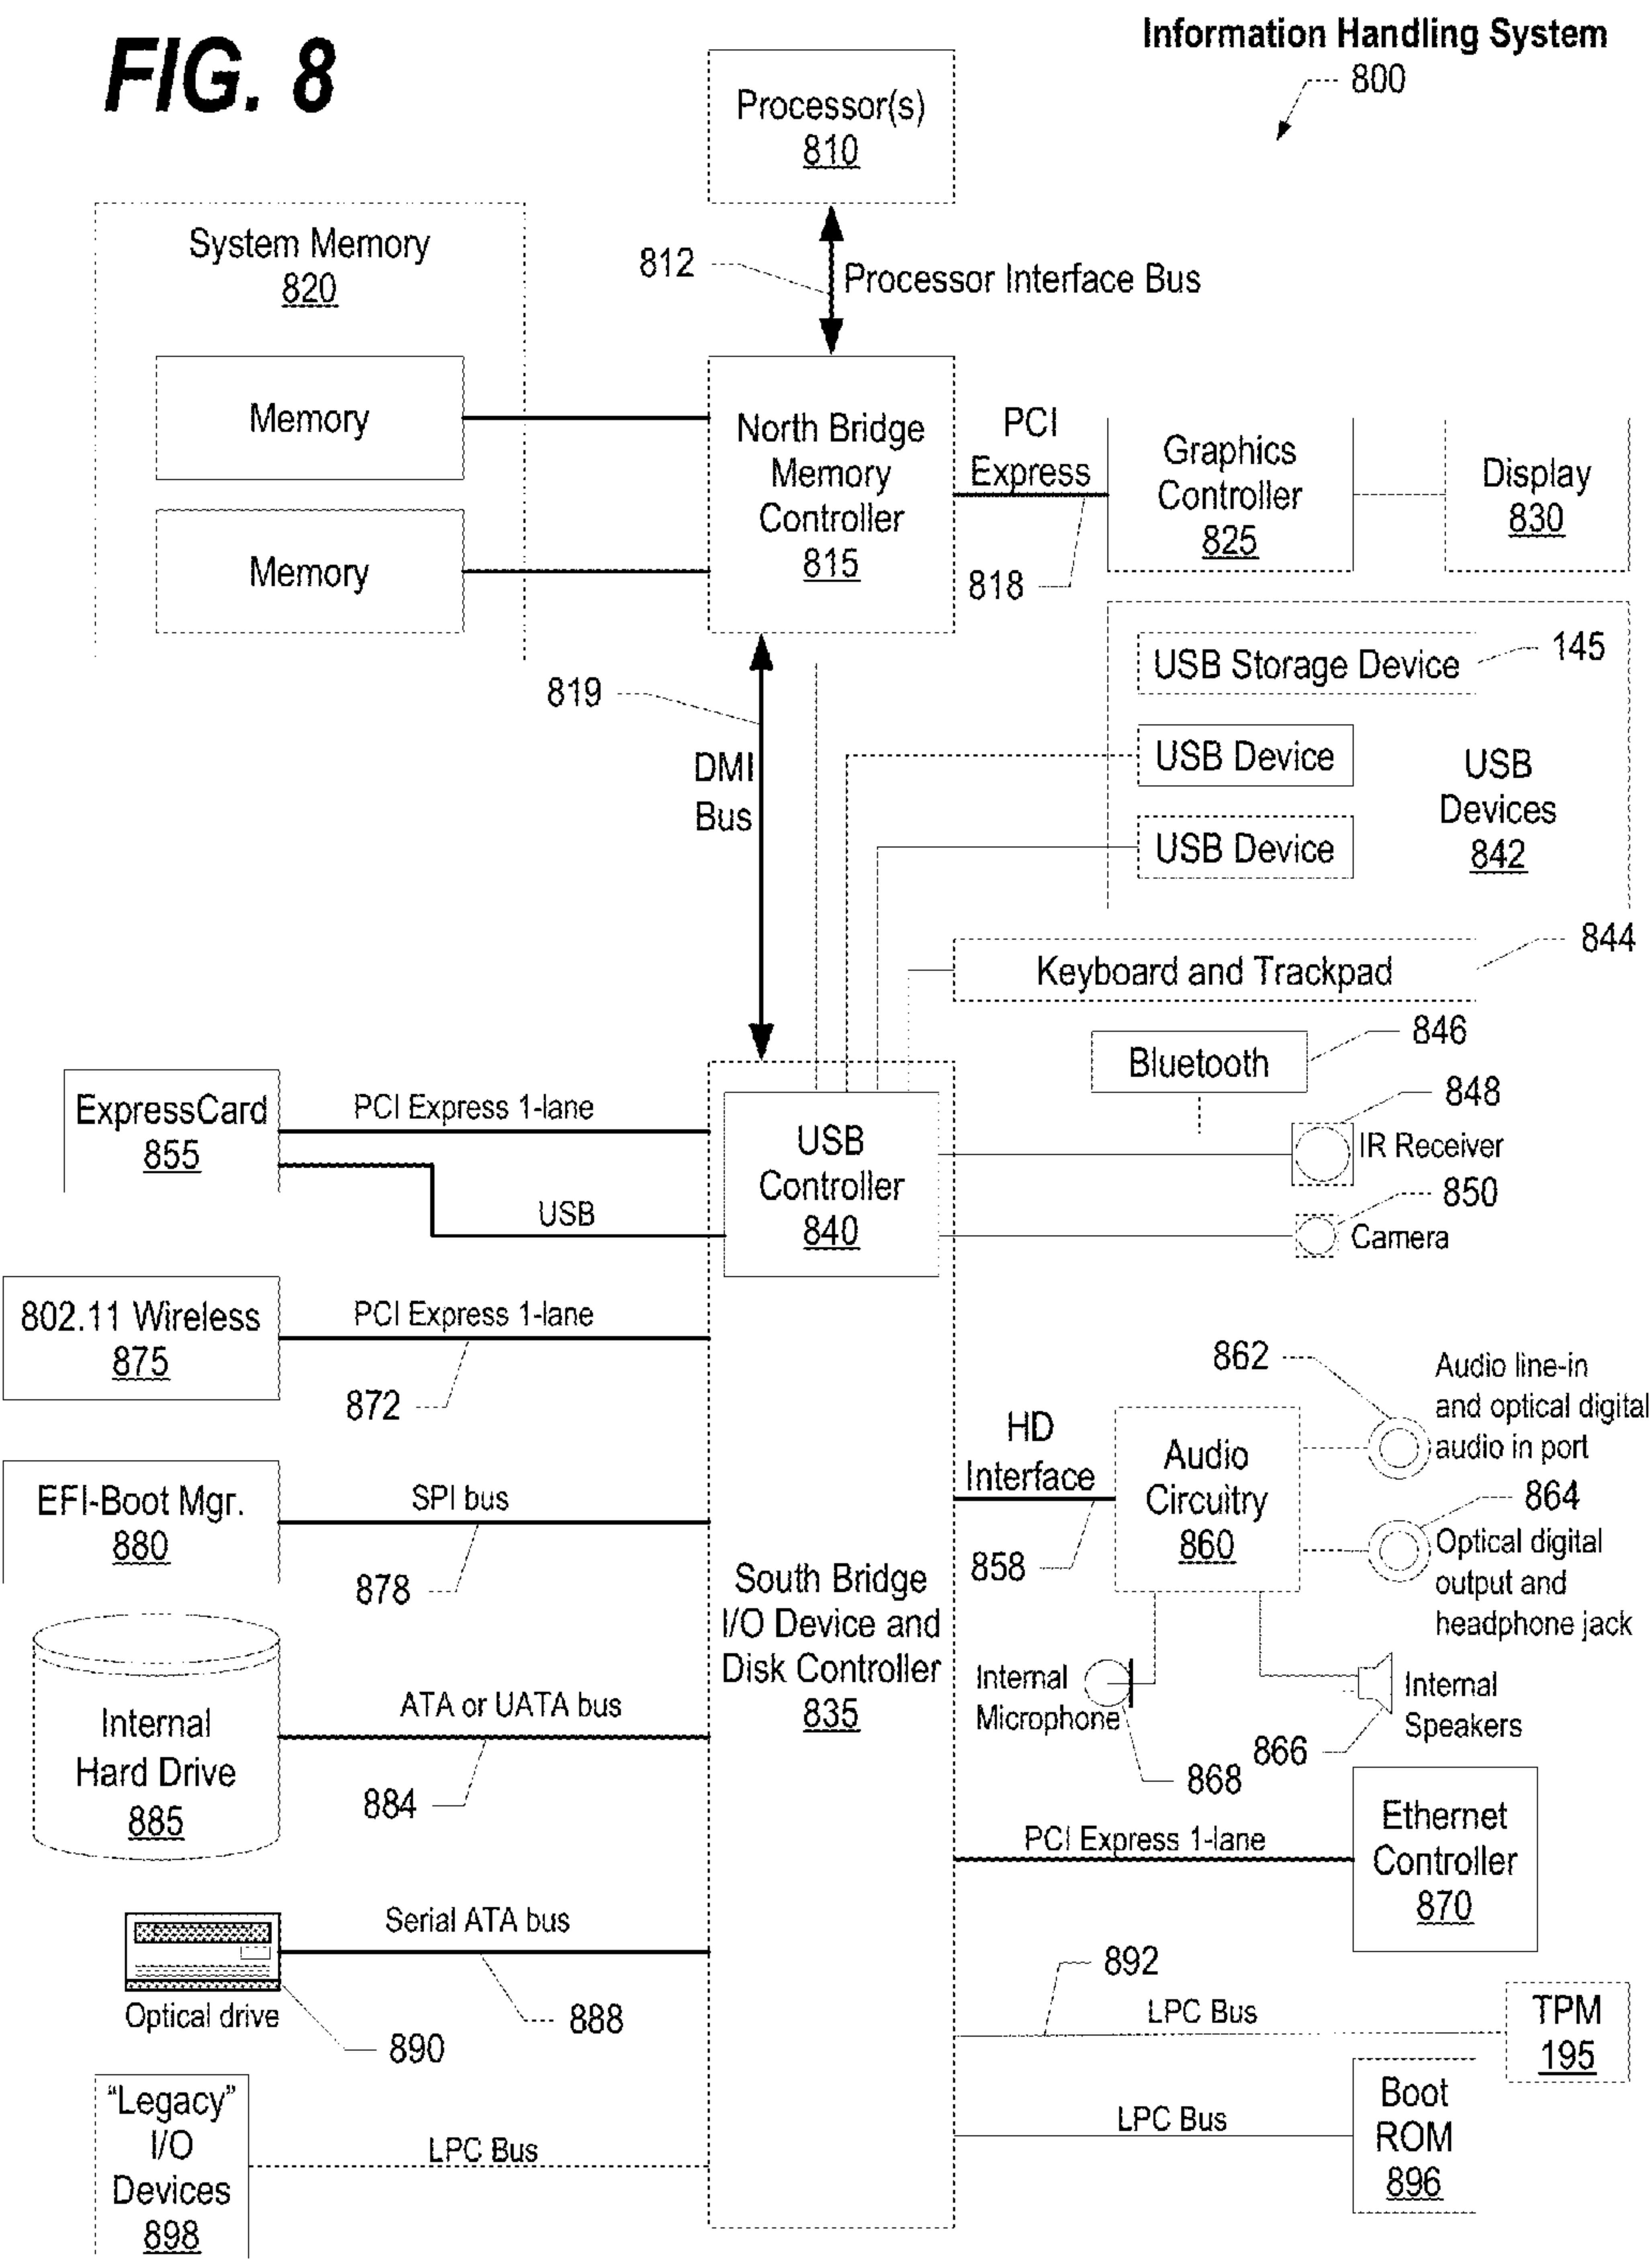 FIG. 8
Information Handling System
800
Processor(s)
810
System Memory
820
812
Processor Interface Bus
Memory
Memory
North Bridge
Memory
Controller
815
PCI
Express
818
Graphics
Controller
825
Display
830
819
DMI
Bus
USB Storage Device
145
USB Device
USB Device
USB
Devices
842
844
Keyboard and Trackpad
846
Bluetooth
848
IR Receiver
850
Camera
ExpressCard
855
PCI Express 1-lane
USB
USB
Controller
840
802.11 Wireless
875
PCI Express 1-lane
872
862
Audio line-in
and optical digital
audio in port
HD
Interface
858
Audio
Circuitry
860
864
Optical digital
output and
headphone jack
EFI-Boot Mgr.
880
SPI bus
878
South Bridge
I/O Device and
Disk Controller
835
Internal
Microphone
868
Internal
Speakers
866
Internal
Hard Drive
885
ATA or UATA bus
884
PCI Express 1-lane
Ethernet
Controller
870
Serial ATA bus
888
Optical drive
890
892
LPC Bus
TPM
195
"Legacy"
I/O
Devices
898
LPC Bus
LPC Bus
Boot
ROM
896